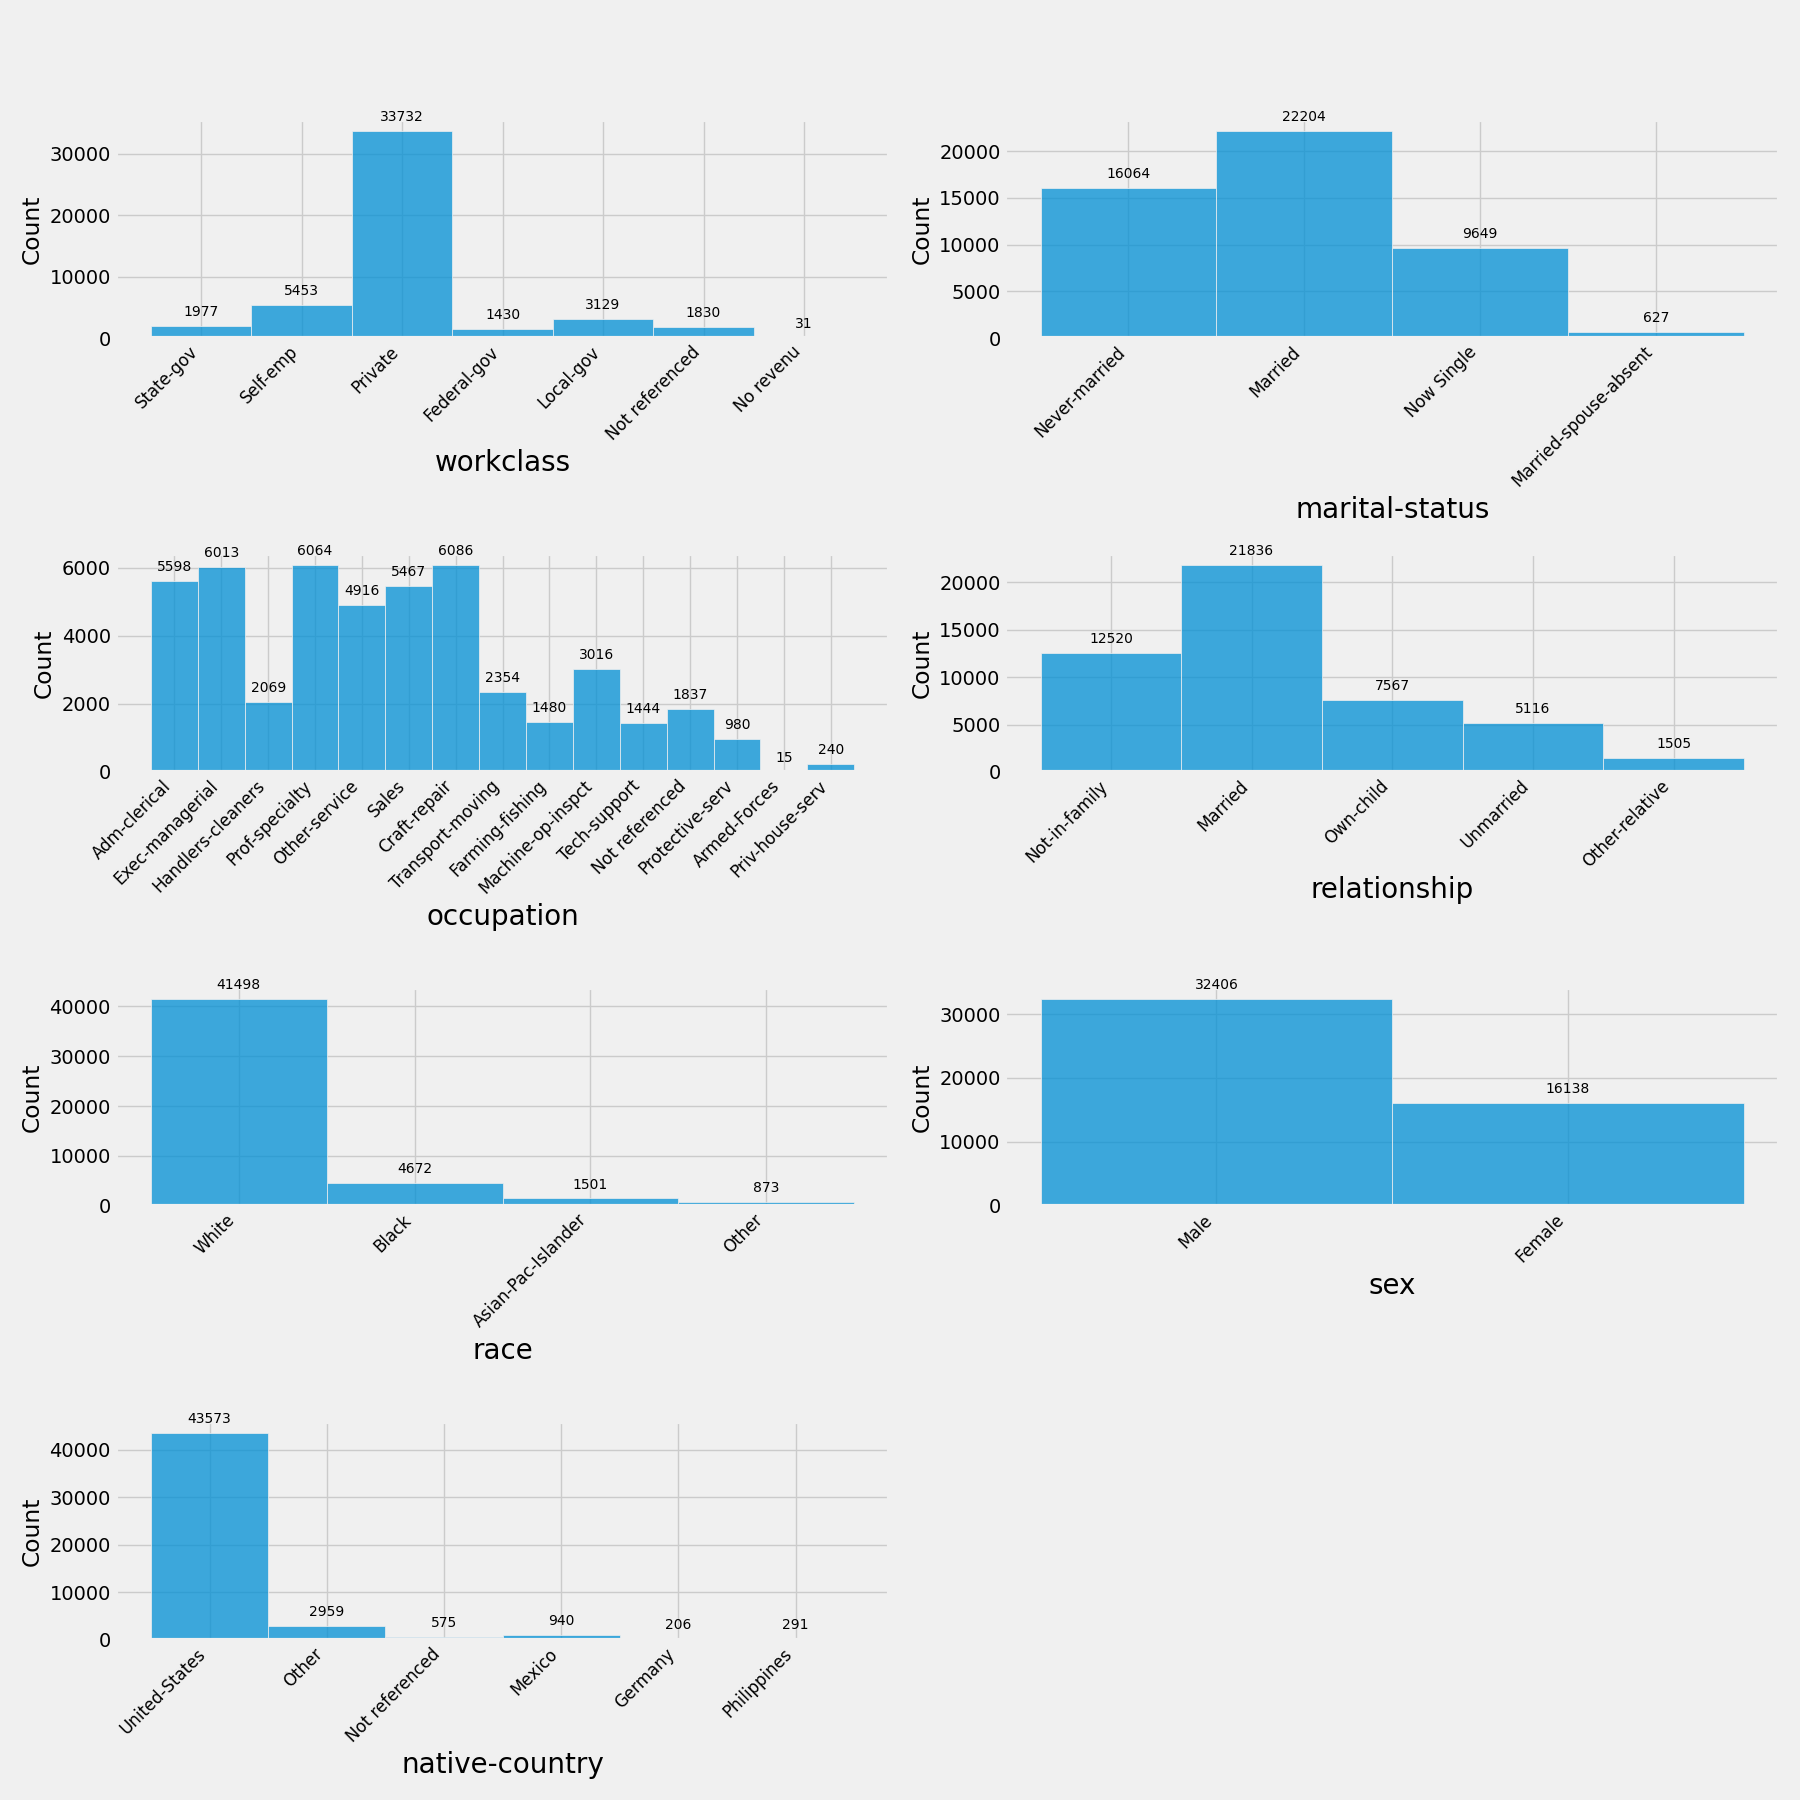 33732
22204
16064
9649
627
5453
1977
1430
3129
1830
31
30000
20000
10000
0
Count
State-gov
Self-emp
Private
Federal-gov
Local-gov
Not referenced
No revenu
workclass
20000
15000
10000
5000
0
Count
Never-married
Married
Now Single
Married-spouse-absent
marital-status
5598
6013
2069
6064
4916
5467
6086
2354
1480
3016
1444
1837
980
15
240
6000
4000
2000
0
Count
Adm-clerical
Exec-managerial
Handlers-cleaners
Prof-specialty
Other-service
Sales
Craft-repair
Transport-moving
Farming-fishing
Machine-op-inspct
Tech-support
Not referenced
Protective-serv
Armed-Forces
Priv-house-serv
occupation
12520
21836
7567
5116
1505
20000
15000
10000
5000
0
Count
Not-in-family
Married
Own-child
Unmarried
Other-relative
relationship
41498
4672
1501
873
40000
30000
20000
10000
0
Count
White
Black
Asian-Pac-Islander
Other
race
32406
16138
30000
20000
10000
0
Count
Male
Female
sex
43573
2959
575
940
206
291
40000
30000
20000
10000
0
Count
United-States
Other
Not referenced
Mexico
Germany
Philippines
native-country